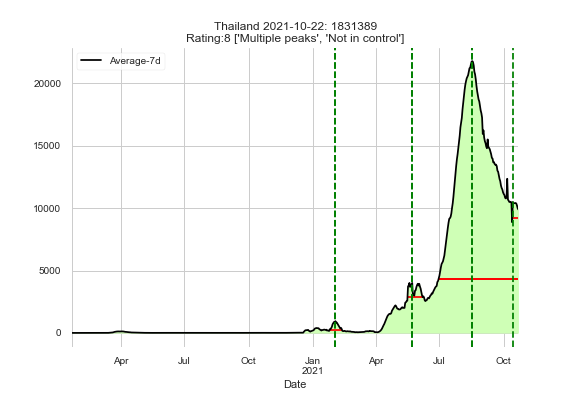 Thailand 2021-10-22: 1831389
Rating:8 ['Multiple peaks', 'Not in control']
Average-7d
20000
15000
10000
5000
0
Apr Jul Oct Jan Apr Jul Oct
2021
Date